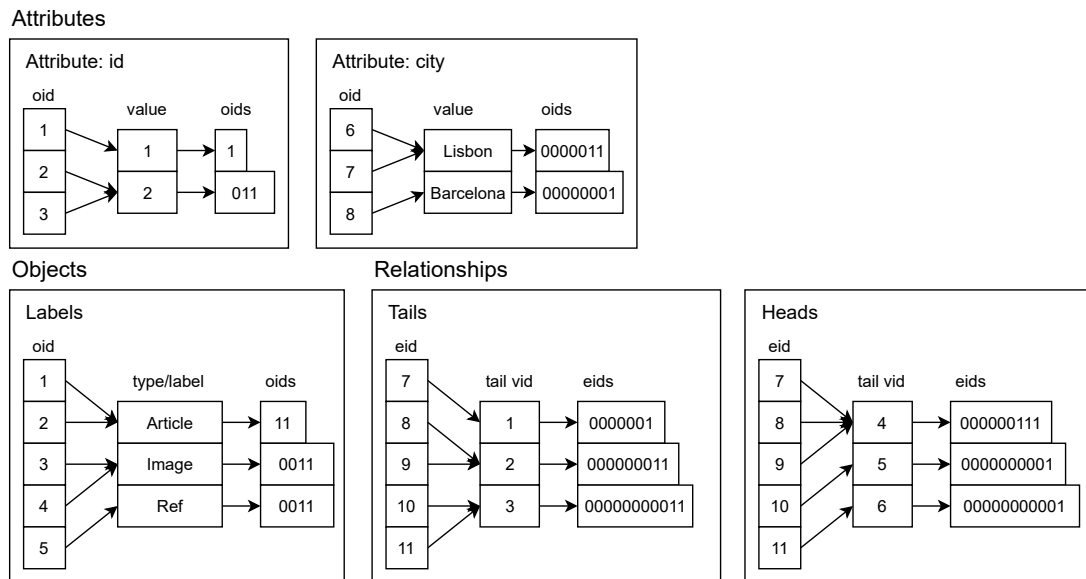 Attributes
Attribute: id
oid
value
oids
1
2
3
1
2
1
011
Attribute: city
oid
value
oids
6
7
8
Lisbon
Barcelona
0000011
00000001
Objects
Labels
oid
type/label
oids
1
2
3
4
5
Article
Image
Ref
11
0011
0011
Relationships
Tails
eid
tail vid
eids
7
8
9
10
11
1
2
3
0000001
000000011
00000000011
Heads
eid
tail vid
eids
7
8
9
10
11
4
5
6
000000111
0000000001
00000000001